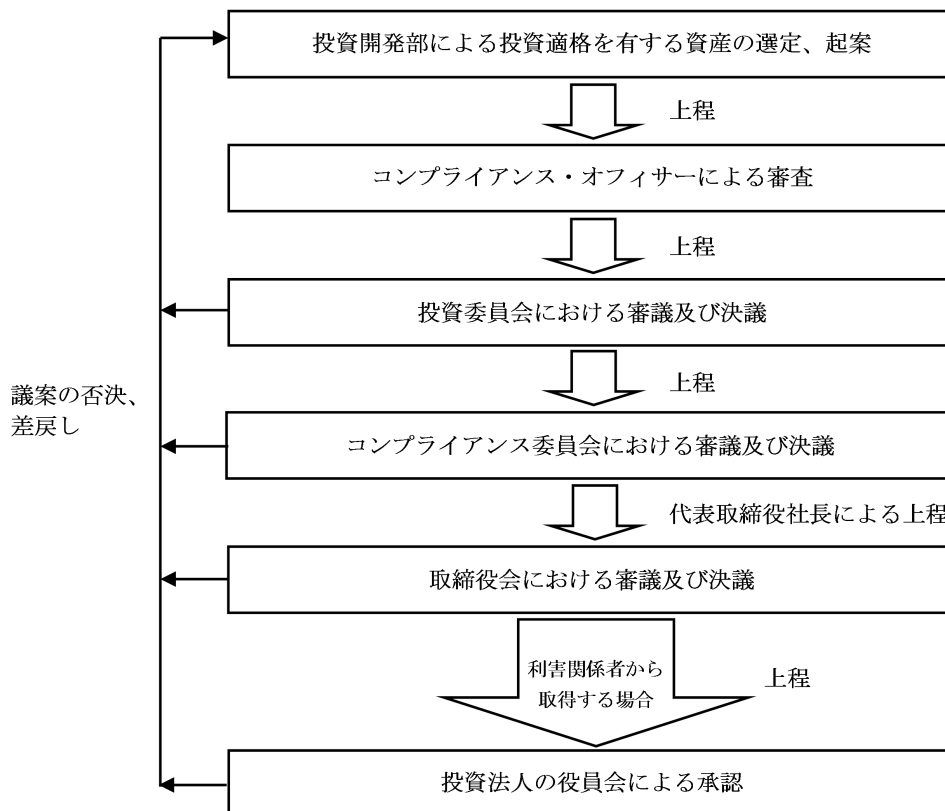 投資開発部による投資適格を有する資産の選定、起案
上程
コンプライアンス・オフィサーによる審査
上程
投資委員会における審議及び決議
上程
議案の否決、
差戻し
コンプライアンス委員会における審議及び決議
代表取締役社長による上程
取締役会における審議及び決議
利害関係者から
取得する場合
上程
投資法人の役員会による承認